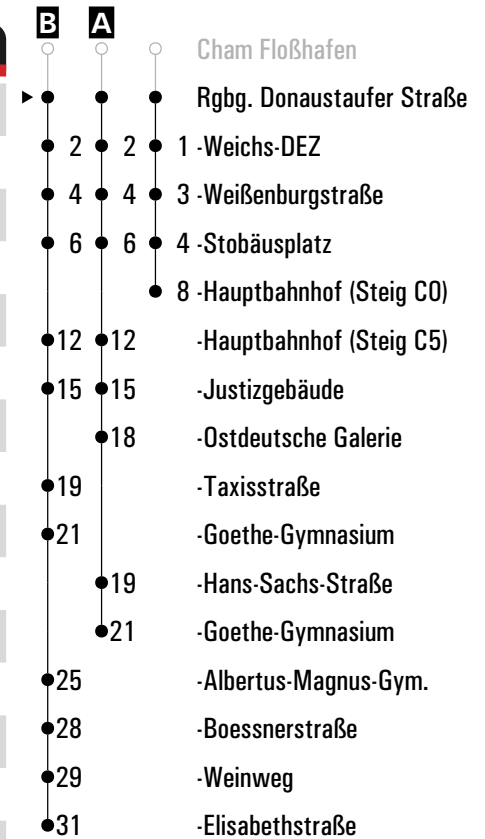 B A
Cham Floßhafen
Rgbg. Donaustaufer Straße
2 2 1 -Weichs-DEZ
4 4 3 -Weißenburgstraße
6 6 4 -Stobäusplatz
8 -Hauptbahnhof (Steig C0)
12 12 -Hauptbahnhof (Steig C5)
15 15 -Justizgebäude
18 -Ostdeutsche Galerie
19 -Taxisstraße
21 -Goethe-Gymnasium
19 -Hans-Sachs-Straße
21 -Goethe-Gymnasium
25 -Albertus-Magnus-Gym.
28 -Boessnerstraße
29 -Weinweg
31 -Elisabethstraße